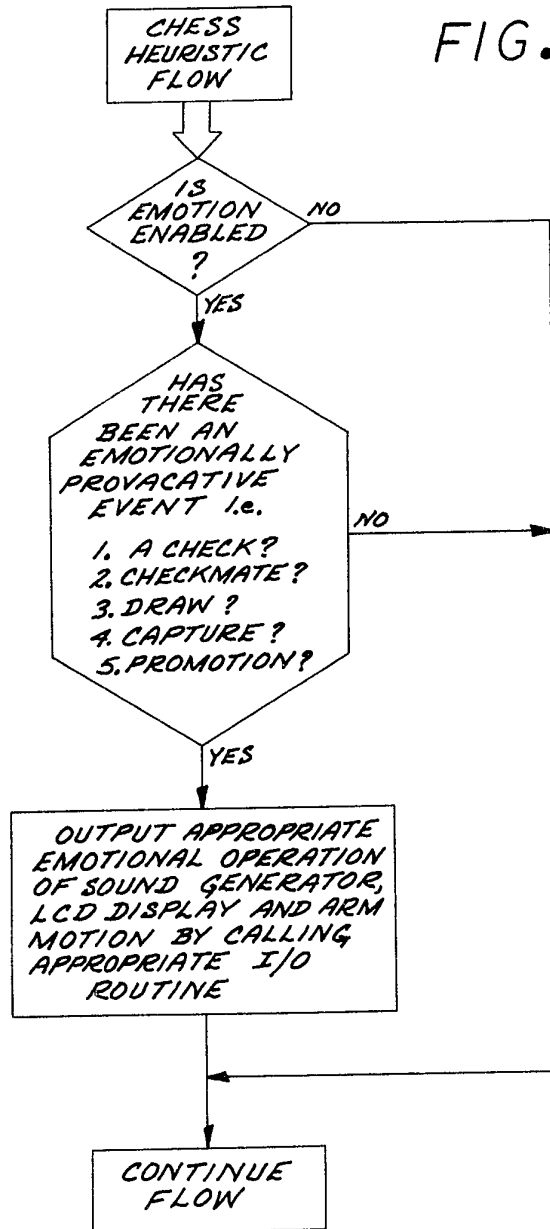 CHESS
HEURISTIC
FLOW
FIG.
IS
EMOTION
ENABLED
?
NO
YES
HAS
THERE
BEEN AN
EMOTIONALLY
PROVACATIVE
EVENT I.e.
1. A CHECK?
2. CHECKMATE?
3. DRAW?
4. CAPTURE?
5. PROMOTION?
NO
YES
OUTPUT APPROPRIATE
EMOTIONAL OPERATION
OF SOUND GENERATOR,
LCD DISPLAY AND ARM
MOTION BY CALLING
APPROPRIATE I/O
ROUTINE
CONTINUE
FLOW